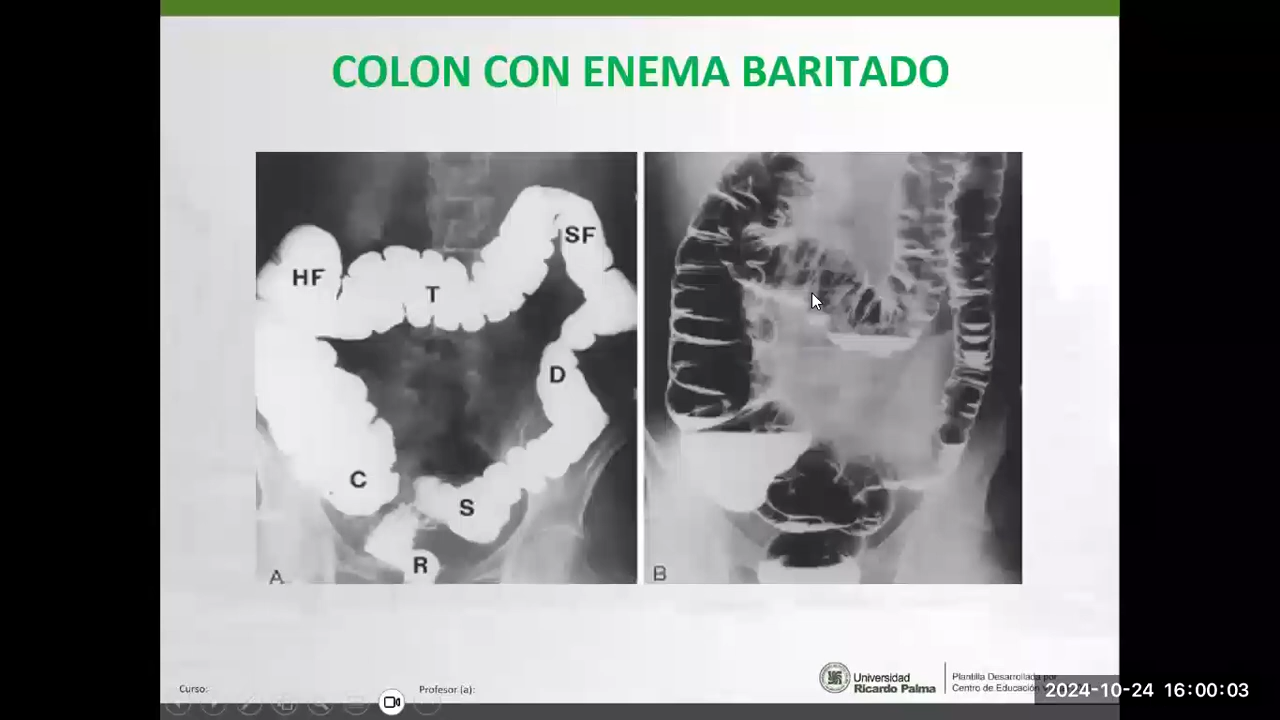 COLON CON ENEMA BARITADO
SF
HF
T
D
C
S
R
A
B
Curso:
Profesor (a):
Universidad
Ricardo Palma
Plantilla Desarrollada por
Centro de Educación
2024-10-24 16:00:03